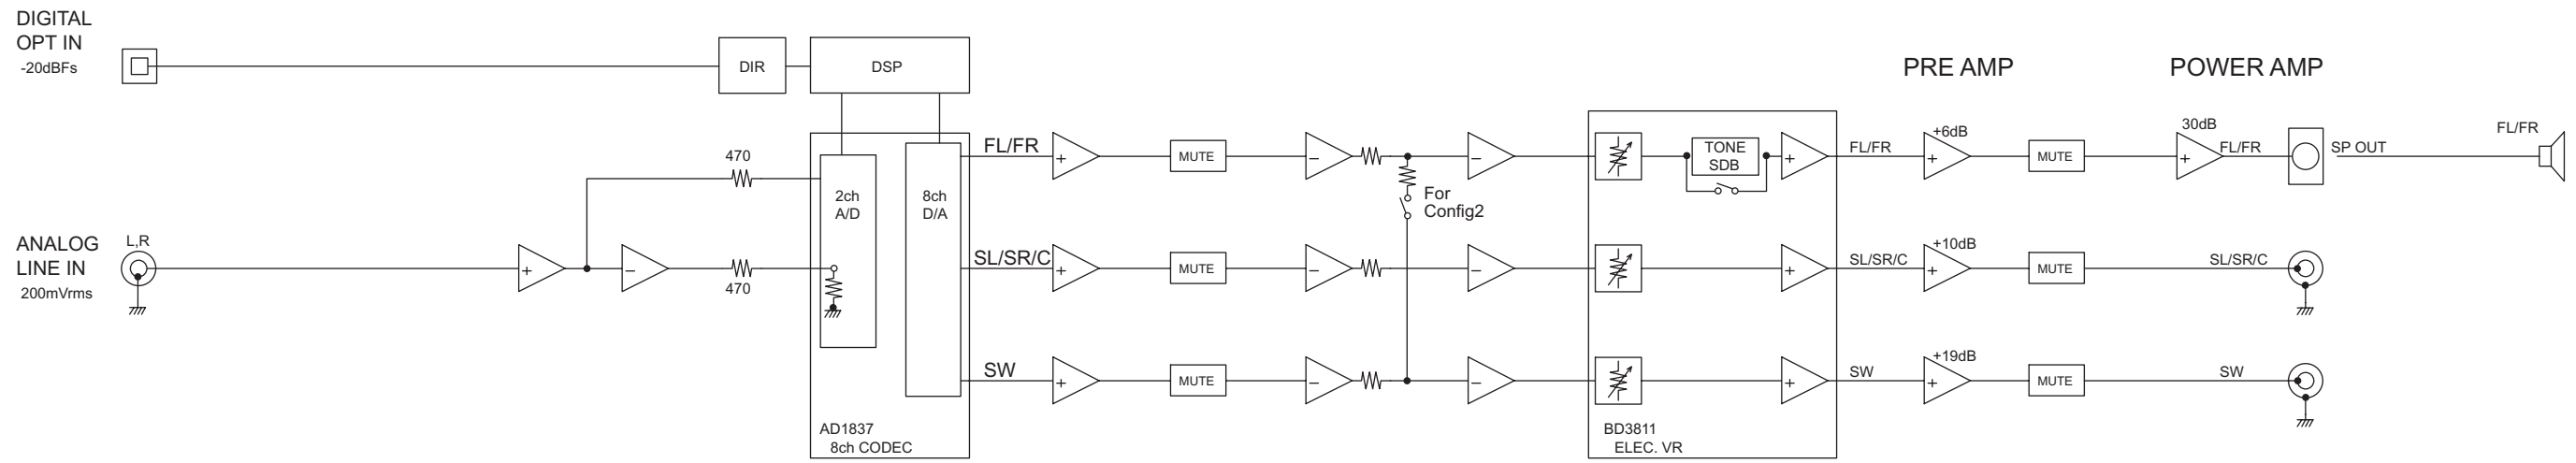 DIGITAL
OPT IN
-20dBFs
DIR
DSP
PRE AMP
POWER AMP
470
2ch
A/D
8ch
D/A
FL/FR
+
MUTE
−
−
For
Config2
TONE
SDB
+
FL/FR
+6dB
+
MUTE
30dB
+
FL/FR
SP OUT
FL/FR
ANALOG
LINE IN
200mVrms
L,R
+
−
470
SL/SR/C
+
MUTE
−
−
+
SL/SR/C
+10dB
+
MUTE
SL/SR/C
SW
+
MUTE
−
−
+
SW
+19dB
+
MUTE
SW
AD1837
8ch CODEC
BD3811
ELEC. VR